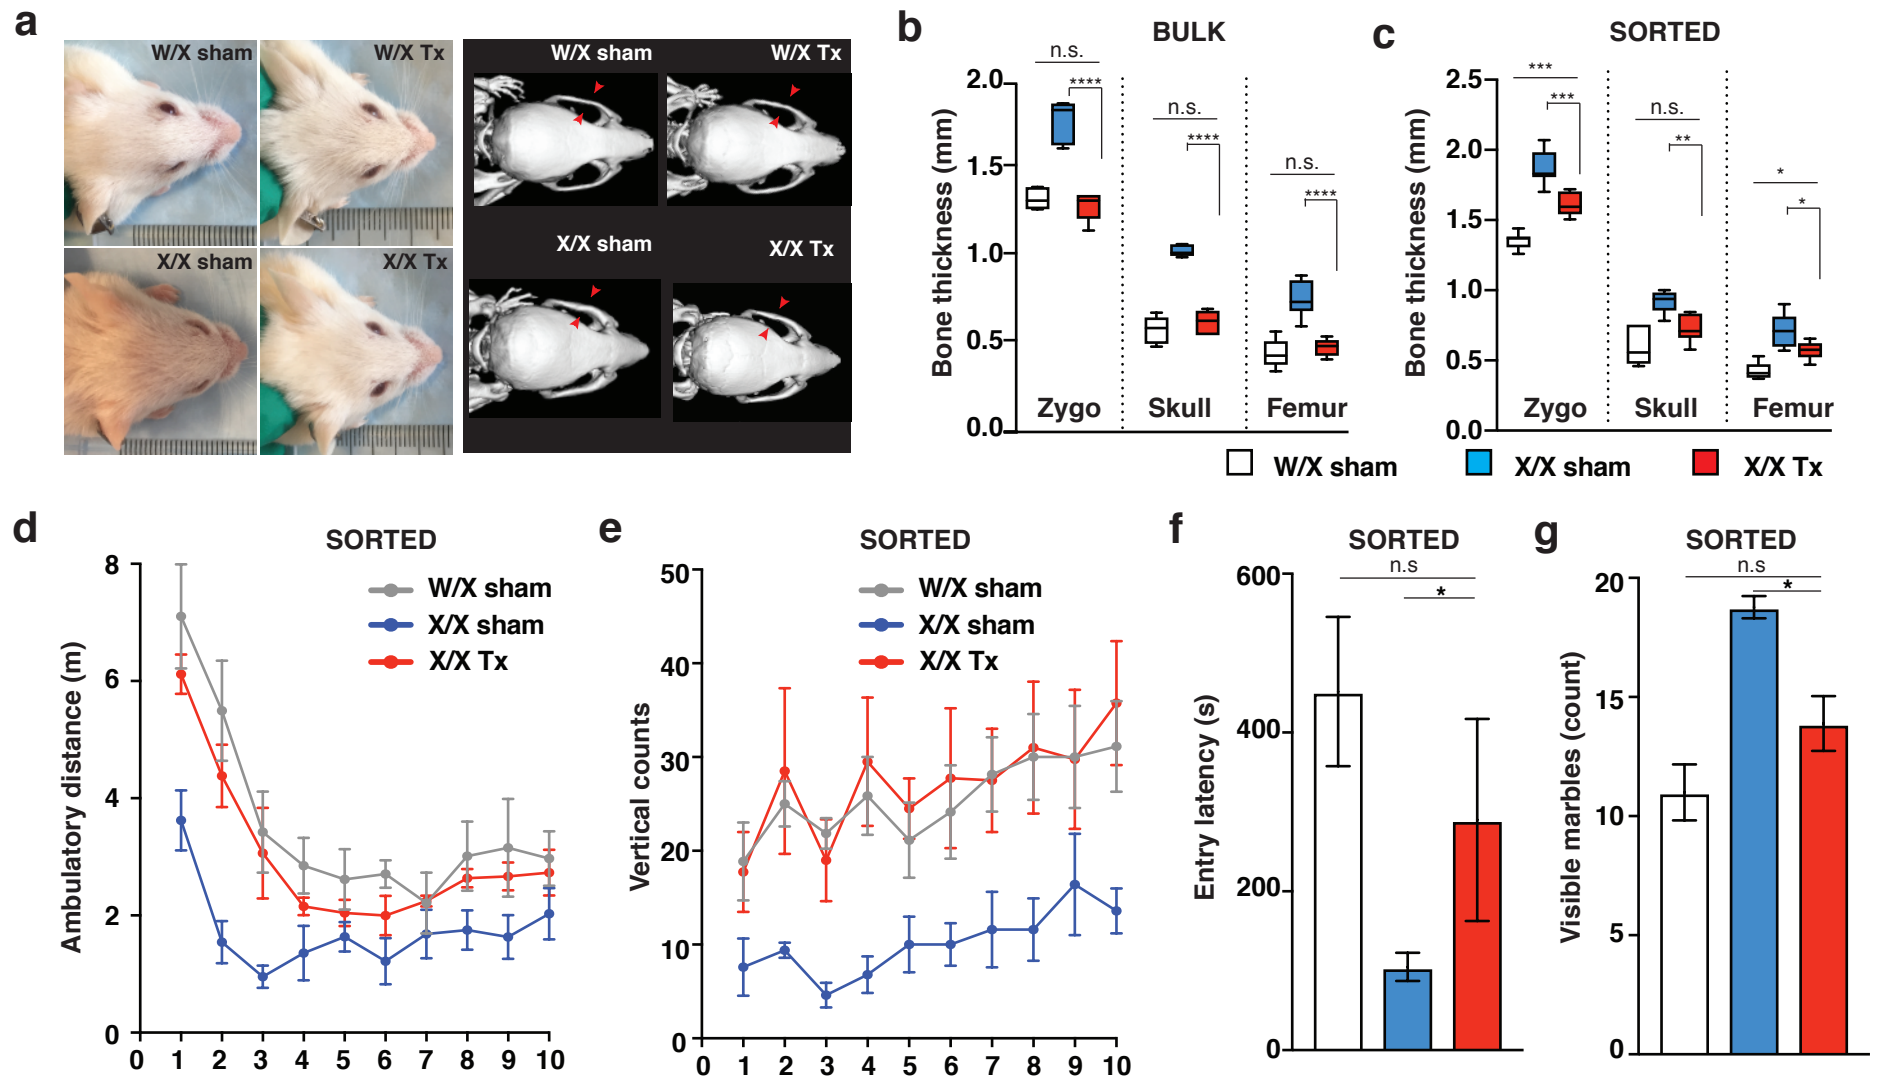 a
W/X sham
W/X Tx
X/X sham
X/X Tx
W/X sham
W/X Tx
X/X sham
X/X Tx
b
BULK
Bone thickness (mm)
2.0
1.5
1.0
0.5
0.0
n.s.
****
n.s.
****
n.s.
****
Zygo
Skull
Femur
c
SORTED
Bone thickness (mm)
2.5
2.0
1.5
1.0
0.5
0.0
***
***
n.s.
**
*
*
Zygo
Skull
Femur
W/X sham
X/X sham
X/X Tx
d
SORTED
Ambulatory distance (m)
8
6
4
2
0
0 1 2 3 4 5 6 7 8 9 10
W/X sham
X/X sham
X/X Tx
e
SORTED
Vertical counts
50
40
30
20
10
0
0 1 2 3 4 5 6 7 8 9 10
W/X sham
X/X sham
X/X Tx
f
SORTED
n.s
*
Entry latency (s)
600
400
200
0
g
SORTED
n.s
*
Visible marbles (count)
20
15
10
5
0